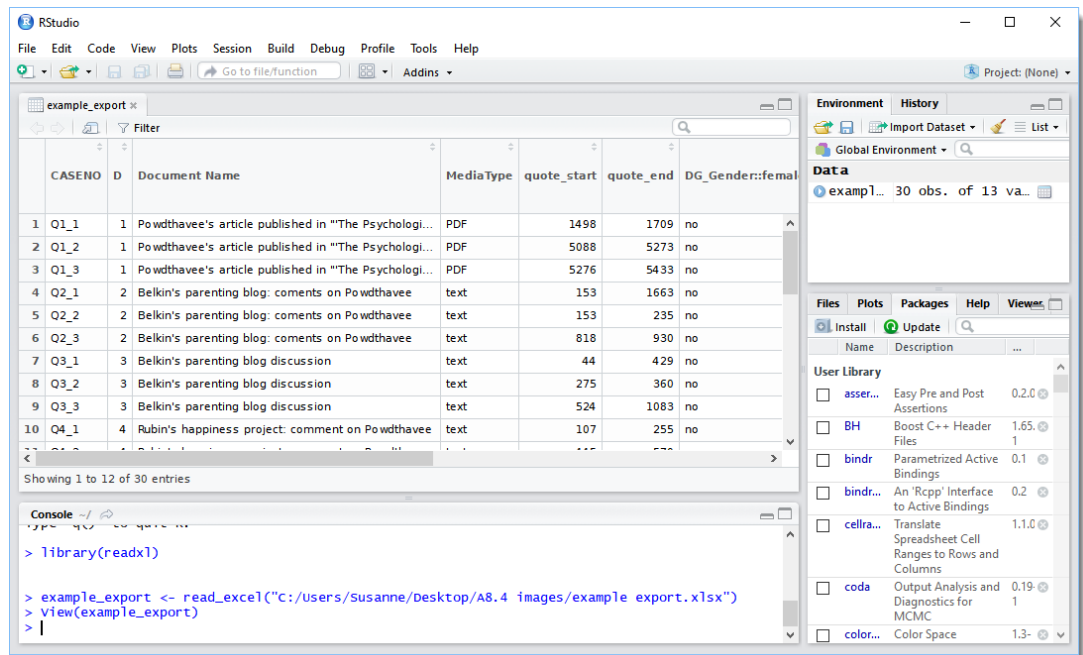 RStudio
File Edit Code View Plots Session Build Debug Profile Tools Help
Go to file/function Addins Project: (None)
example_export
Filter
CASENO D Document Name MediaType quote_start quote_end DG_Gender::femal
1 Q1_1 1 Powdthavee's article published in "'The Psychologi... PDF 1498 1709 no
2 Q1_2 1 Powdthavee's article published in "'The Psychologi... PDF 5088 5273 no
3 Q1_3 1 Powdthavee's article published in "'The Psychologi... PDF 5276 5433 no
4 Q2_1 2 Belkin's parenting blog: coments on Powdthavee text 153 1663 no
5 Q2_2 2 Belkin's parenting blog: coments on Powdthavee text 153 235 no
6 Q2_3 2 Belkin's parenting blog: coments on Powdthavee text 818 930 no
7 Q3_1 3 Belkin's parenting blog discussion text 44 429 no
8 Q3_2 3 Belkin's parenting blog discussion text 275 360 no
9 Q3_3 3 Belkin's parenting blog discussion text 524 1083 no
10 Q4_1 4 Rubin's happiness project: comment on Powdthavee text 107 255 no
Showing 1 to 12 of 30 entries
Console ~/
Type 'q()' to quit R.
> library(readxl)
> example_export <- read_excel("C:/Users/Susanne/Desktop/A8.4 images/example export.xlsx")
> View(example_export)
>
Environment History
Import Dataset List
Global Environment
Data
exampl... 30 obs. of 13 va...
Files Plots Packages Help Viewer
Install Update
Name Description ...
User Library
asser... Easy Pre and Post 0.2.0
Assertions
BH Boost C++ Header 1.65.
Files 1
bindr Parametrized Active 0.1
Bindings
bindr... An 'Rcpp' Interface 0.2
to Active Bindings
cellra... Translate 1.1.0
Spreadsheet Cell
Ranges to Rows and
Columns
coda Output Analysis and 0.19-
Diagnostics for 1
MCMC
color... Color Space 1.3-